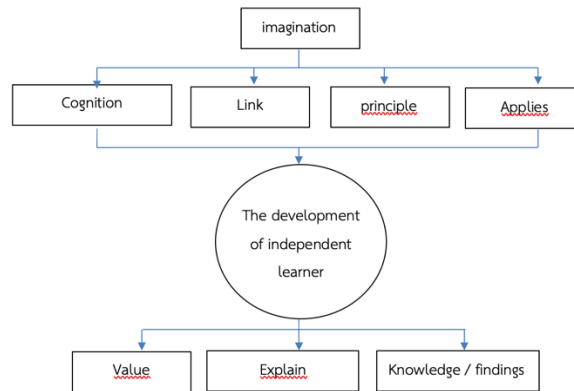 imagination
Cognition
Link
principle
Applies
The development
of independent
learner
Value
Explain
Knowledge / findings